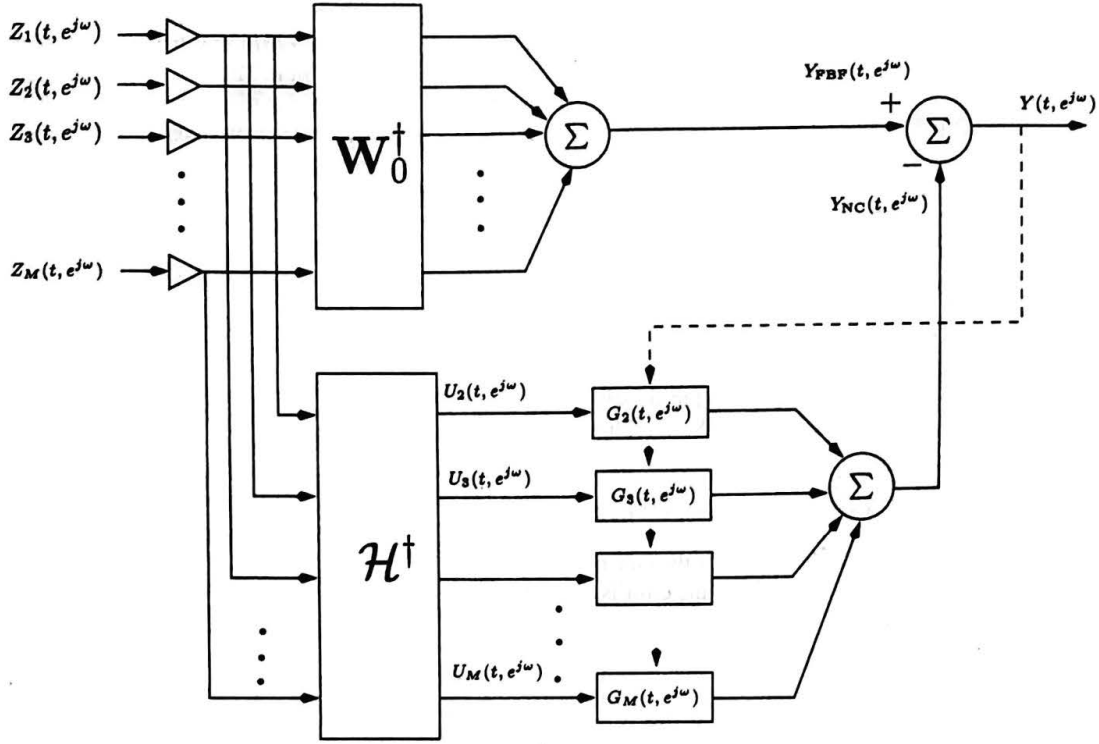 Z₁(t, e^{jω})
Z₂(t, e^{jω})
Z₃(t, e^{jω})
Z_M(t, e^{jω})
W₀†
Σ
Y_FBF(t, e^{jω})
+
Σ
−
Y(t, e^{jω})
Y_NC(t, e^{jω})
ℋ†
U₂(t, e^{jω})
G₂(t, e^{jω})
U₃(t, e^{jω})
G₃(t, e^{jω})
Σ
U_M(t, e^{jω})
G_M(t, e^{jω})